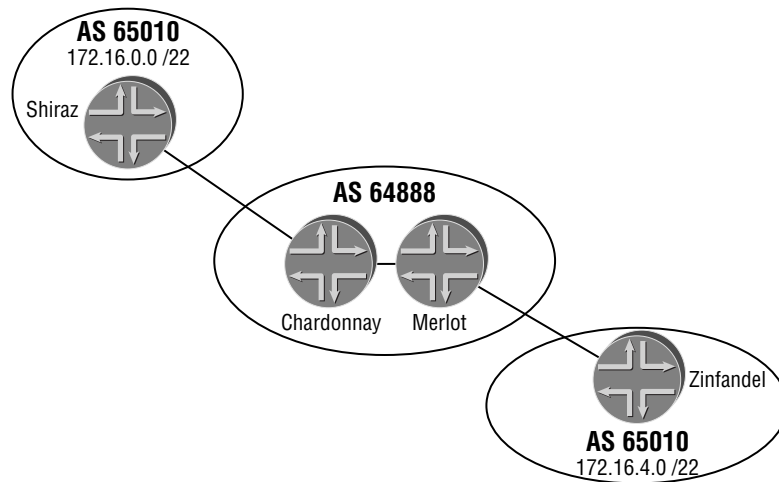 AS 65010
172.16.0.0 /22
Shiraz
AS 64888
Chardonnay
Merlot
Zinfandel
AS 65010
172.16.4.0 /22